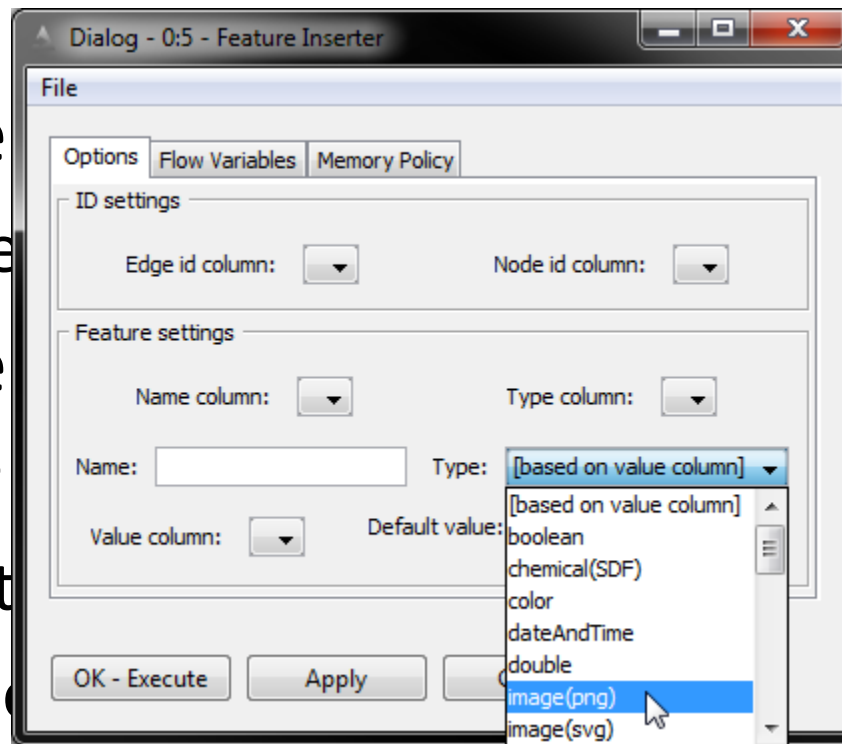 Dialog - 0:5 - Feature Inserter
File
Options Flow Variables Memory Policy
ID settings
Edge id column: Node id column:
Feature settings
Name column: Type column:
Name: Type: [based on value column]
Value column: Default value:
[based on value column]
boolean
chemical(SDF)
color
dateAndTime
double
image(png)
image(svg)
OK - Execute Apply